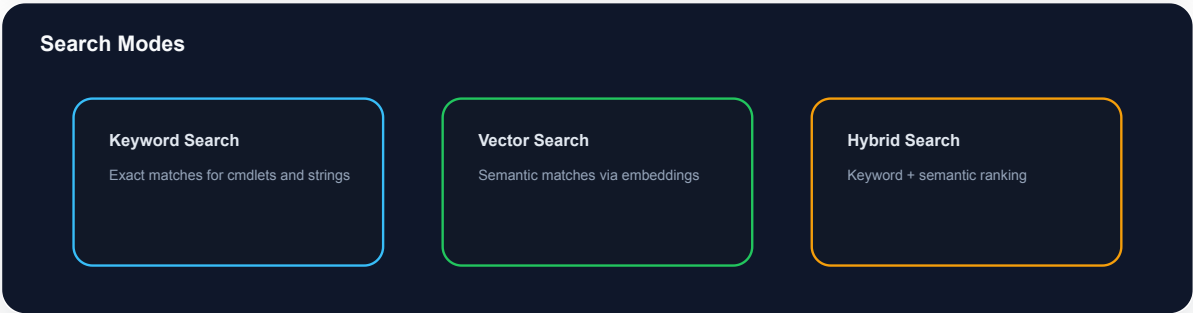 Search Modes
Keyword Search
Exact matches for cmdlets and strings
Vector Search
Semantic matches via embeddings
Hybrid Search
Keyword + semantic ranking